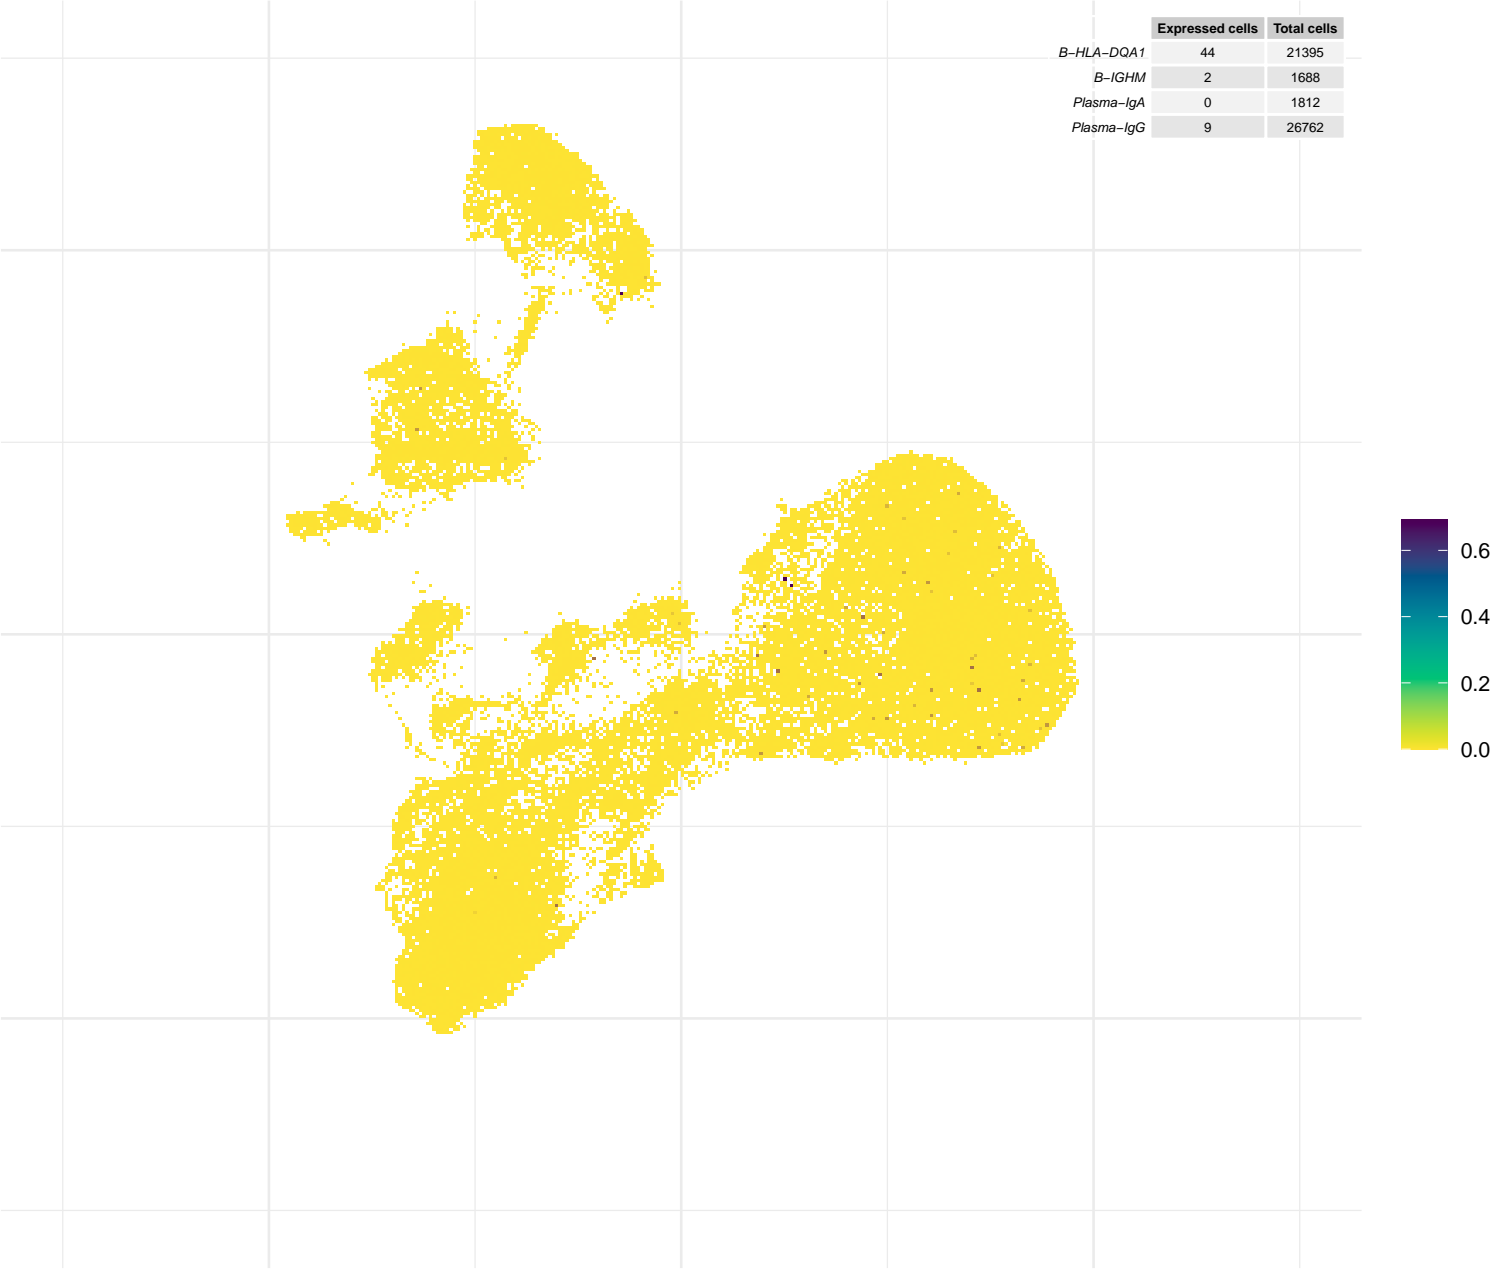 Expressed cells Total cells
B−HLA−DQA1 44 21395
B−IGHM 2 1688
Plasma−IgA 0 1812
Plasma−IgG 9 26762
0.6
0.4
0.2
0.0